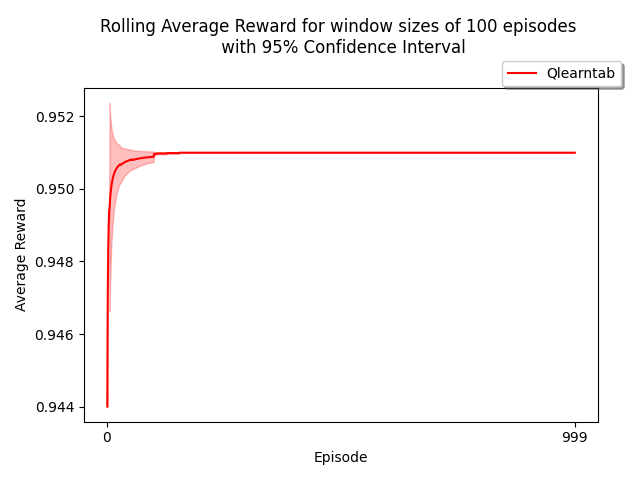 Rolling Average Reward for window sizes of 100 episodes
with 95% Confidence Interval
Qlearntab
0.952
0.950
0.948
0.946
0.944
Average Reward
0
999
Episode